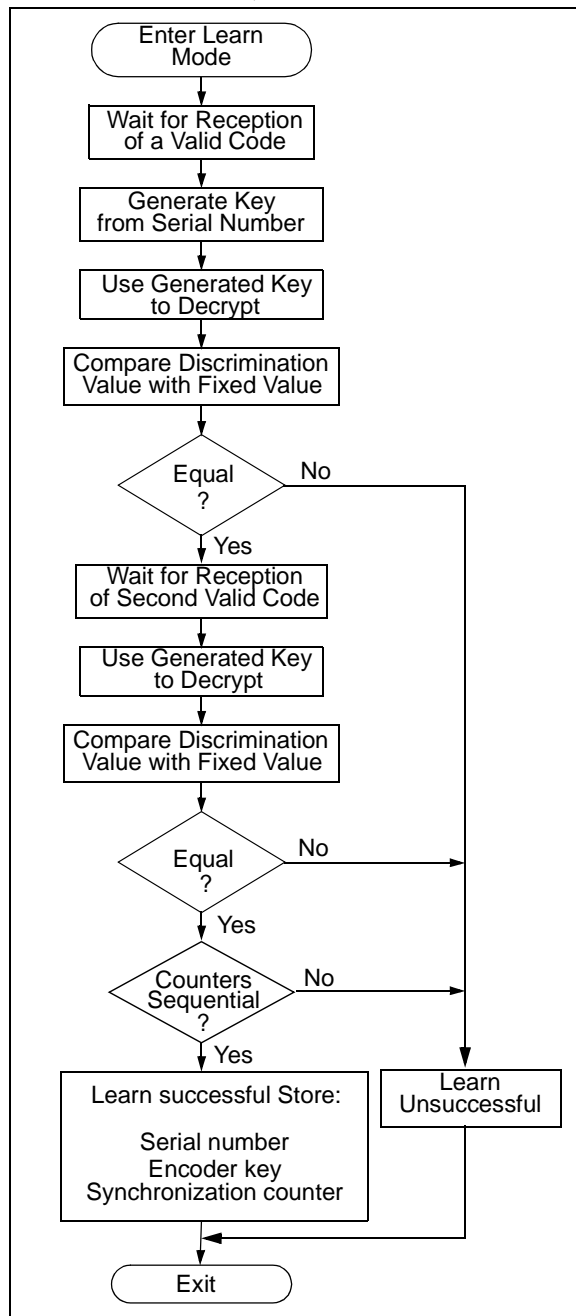 Enter Learn
Mode
Wait for Reception
of a Valid Code
Generate Key
from Serial Number
Use Generated Key
to Decrypt
Compare Discrimination
Value with Fixed Value
Equal
?
No
Yes
Wait for Reception
of Second Valid Code
Use Generated Key
to Decrypt
Compare Discrimination
Value with Fixed Value
Equal
?
No
Yes
Counters
Sequential
?
No
Yes
Learn successful Store:
Serial number
Encoder key
Synchronization counter
Learn
Unsuccessful
Exit